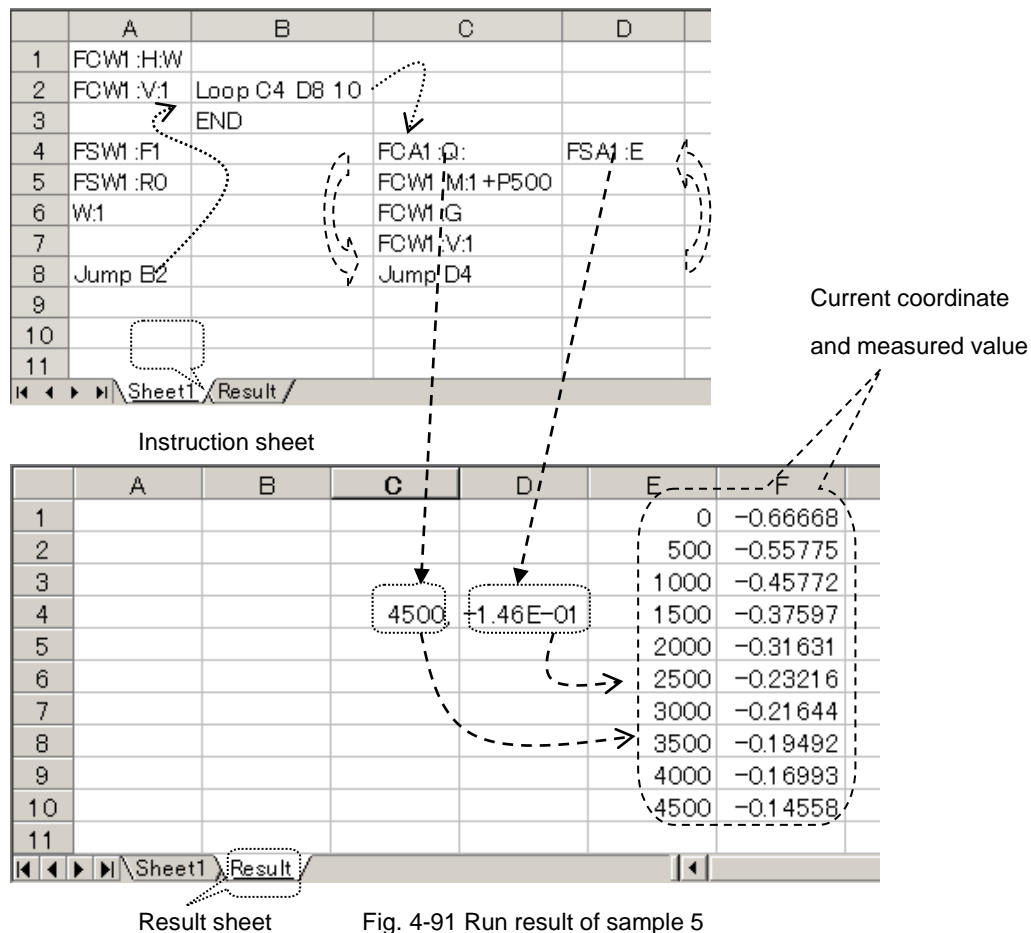 A B C D
1 FCW1:H:W
2 FCW1:V:1 Loop C4 D8 10
3 END
4 FSW1:F1 FCA1:Q: FSA1:E
5 FSW1:R0 FCW1:M:1+P500
6 W:1 FCW1:G
7 FCW1:V:1
8 Jump B2 Jump D4
9
10
11
Sheet1 Result
Current coordinate
and measured value
Instruction sheet
A B C D E F
1 0 -0.66668
2 500 -0.55775
3 1000 -0.45772
4 4500, -1.46E-01 1500 -0.37597
5 2000 -0.31631
6 2500 -0.23216
7 3000 -0.21644
8 3500 -0.19492
9 4000 -0.16993
10 4500 -0.14558
11
Sheet1 Result
Result sheet
Fig. 4-91 Run result of sample 5